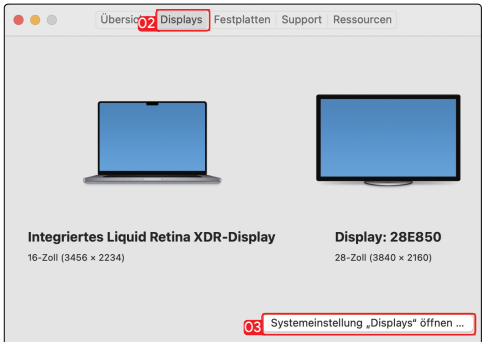 Übersic 02 Displays Festplatten Support Ressourcen
Integriertes Liquid Retina XDR-Display
16-Zoll (3456 × 2234)
Display: 28E850
28-Zoll (3840 × 2160)
03 Systemeinstellung „Displays“ öffnen ...